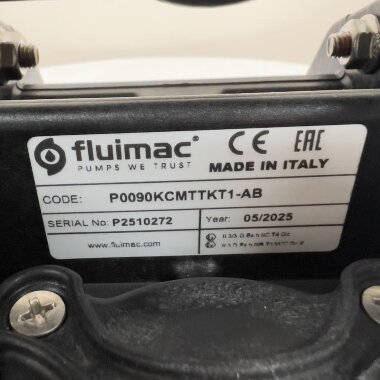 fluimac
PUMPS WE TRUST
CE EAC
MADE IN ITALY
CODE: P0090KCMTTKT1-AB
SERIAL No: P2510272 Year: 05/2025
www.fluimac.com